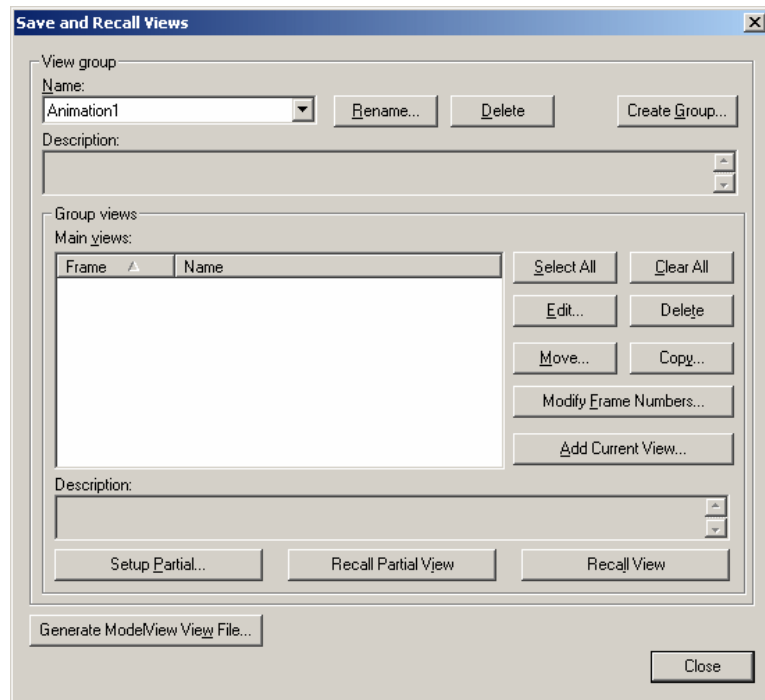 Save and Recall Views
View group
Name:
Animation1
Rename...
Delete
Create Group...
Description:
Group views
Main views:
Frame Name
Select All
Clear All
Edit...
Delete
Move...
Copy...
Modify Frame Numbers...
Add Current View...
Description:
Setup Partial...
Recall Partial View
Recall View
Generate ModelView View File...
Close